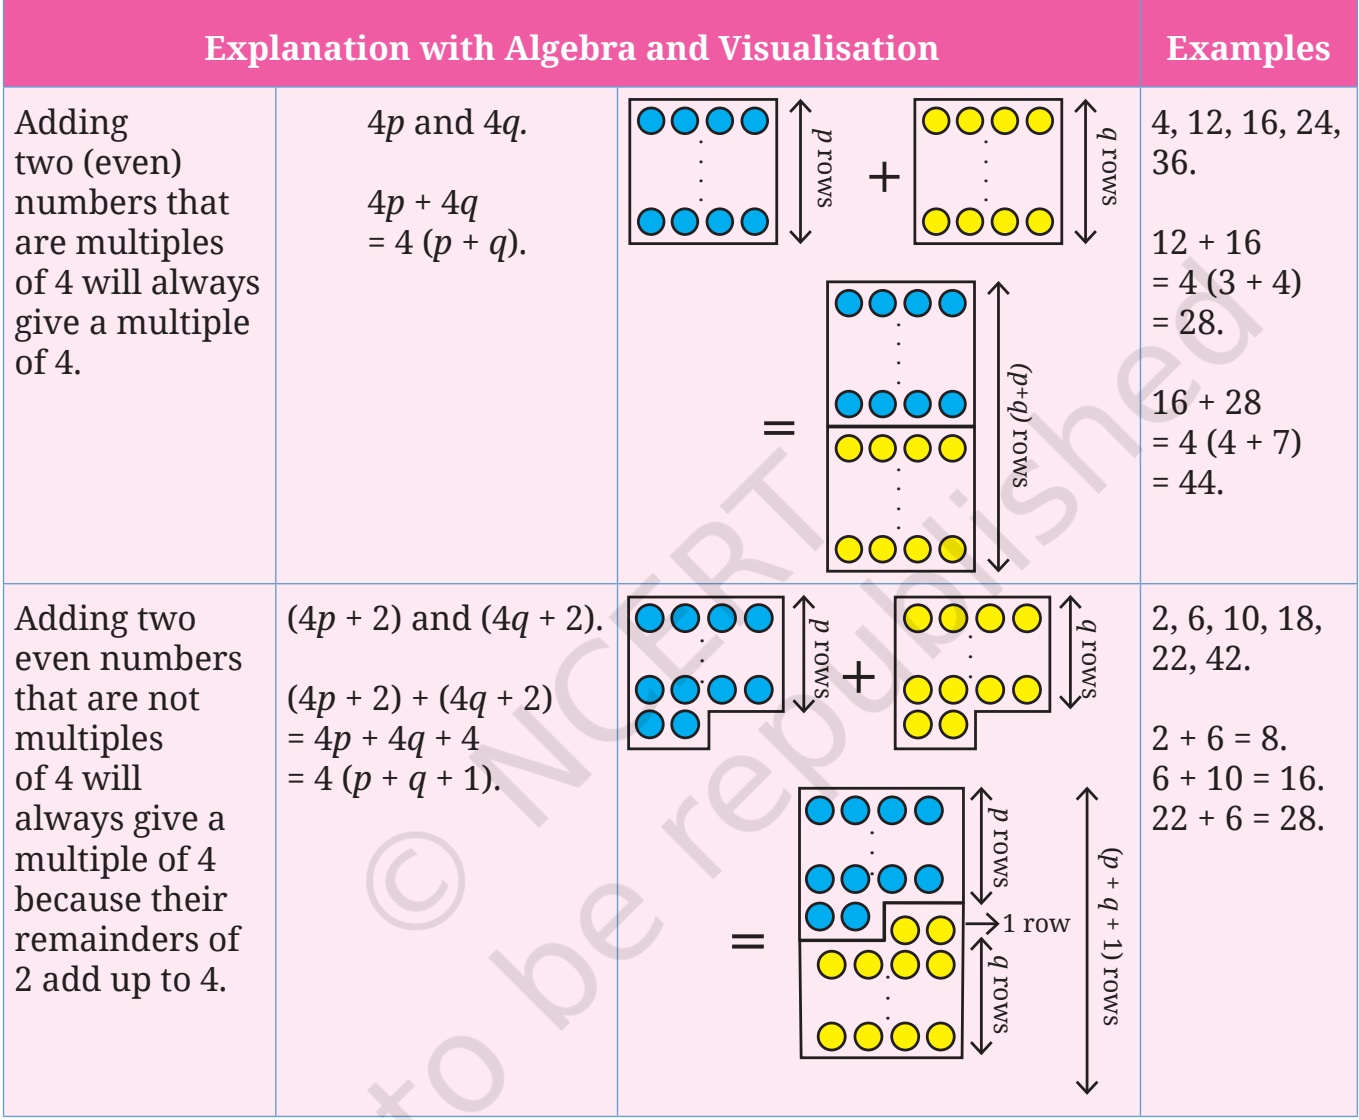 Explanation with Algebra and Visualisation
Examples
Adding
two (even)
numbers that
are multiples
of 4 will always
give a multiple
of 4.
4p and 4q.
4p + 4q
= 4 (p + q).
p rows
+
q rows
=
(p+q) rows
4, 12, 16, 24,
36.
12 + 16
= 4 (3 + 4)
= 28.
16 + 28
= 4 (4 + 7)
= 44.
Adding two
even numbers
that are not
multiples
of 4 will
always give a
multiple of 4
because their
remainders of
2 add up to 4.
(4p + 2) and (4q + 2).
(4p + 2) + (4q + 2)
= 4p + 4q + 4
= 4 (p + q + 1).
p rows
+
q rows
=
p rows
1 row
q rows
(p + q + 1) rows
2, 6, 10, 18,
22, 42.
2 + 6 = 8.
6 + 10 = 16.
22 + 6 = 28.
© NCERT
to be republished